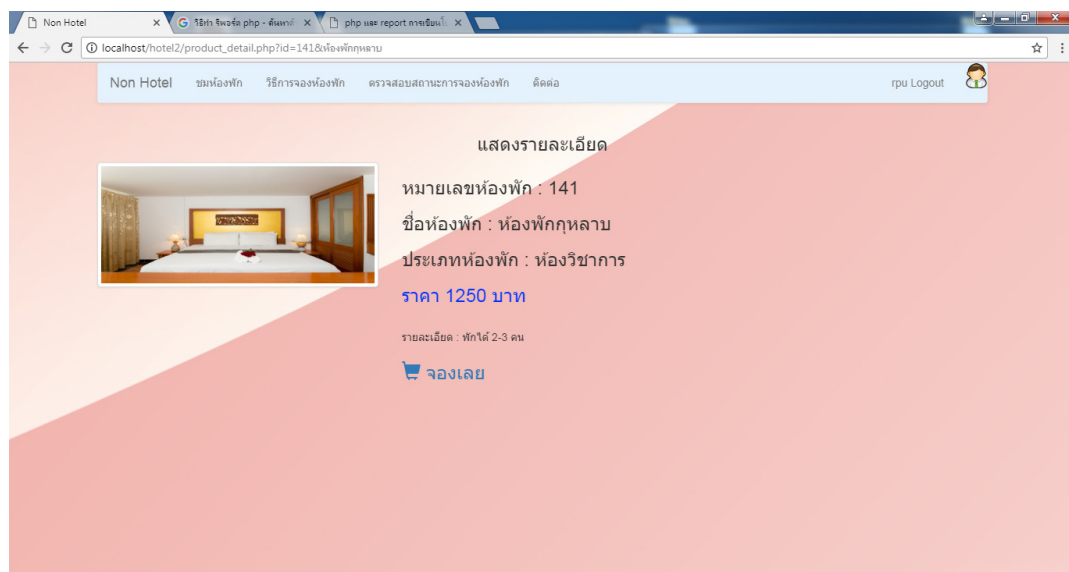 Non Hotel
วิธีทำ รีพอร์ต php - ค้นหาด้
php และ report การเขียนโ
localhost/hotel2/product_detail.php?id=141&ห้องพักกุหลาบ
Non Hotel ชมห้องพัก วิธีการจองห้องพัก ตรวจสอบสถานะการจองห้องพัก ติดต่อ rpu Logout
แสดงรายละเอียด
หมายเลขห้องพัก : 141
ชื่อห้องพัก : ห้องพักกุหลาบ
ประเภทห้องพัก : ห้องวิชาการ
ราคา 1250 บาท
รายละเอียด : พักได้ 2-3 คน
จองเลย